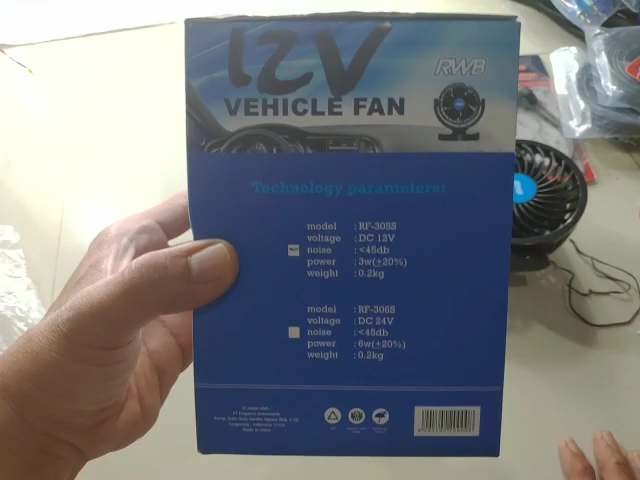 12V
RWB
VEHICLE FAN
Technology parameters:
model : RF-305S
voltage : DC 12V
noise : <45db
power : 3w(±20%)
weight : 0.2kg
model : RF-306S
voltage : DC 24V
noise : <45db
power : 6w(±20%)
weight : 0.2kg
Made in China